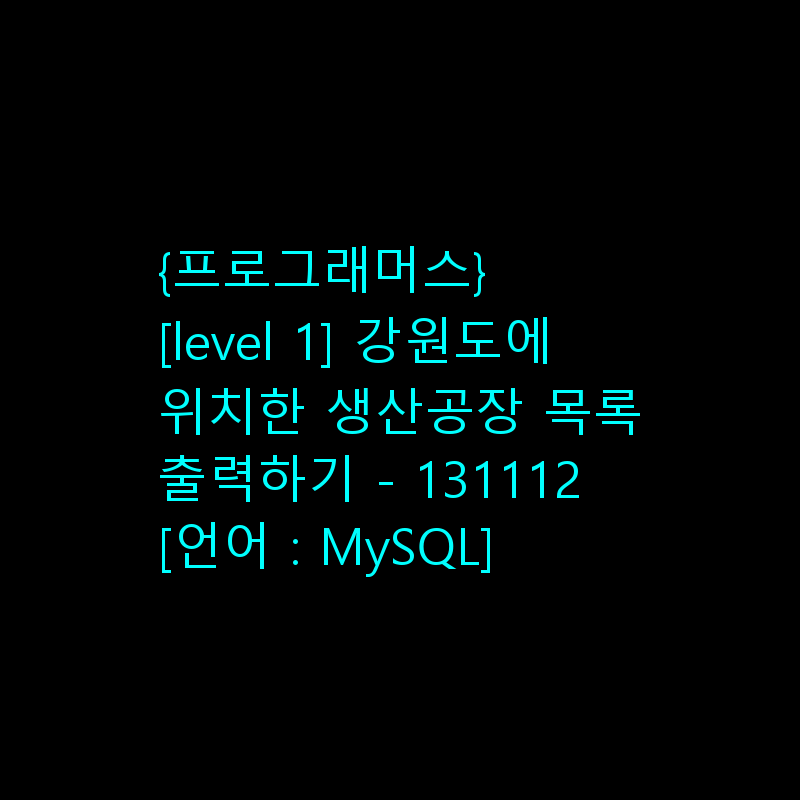 {프로그래머스}
[level 1] 강원도에
위치한 생산공장 목록
출력하기 - 131112
[언어 : MySQL]